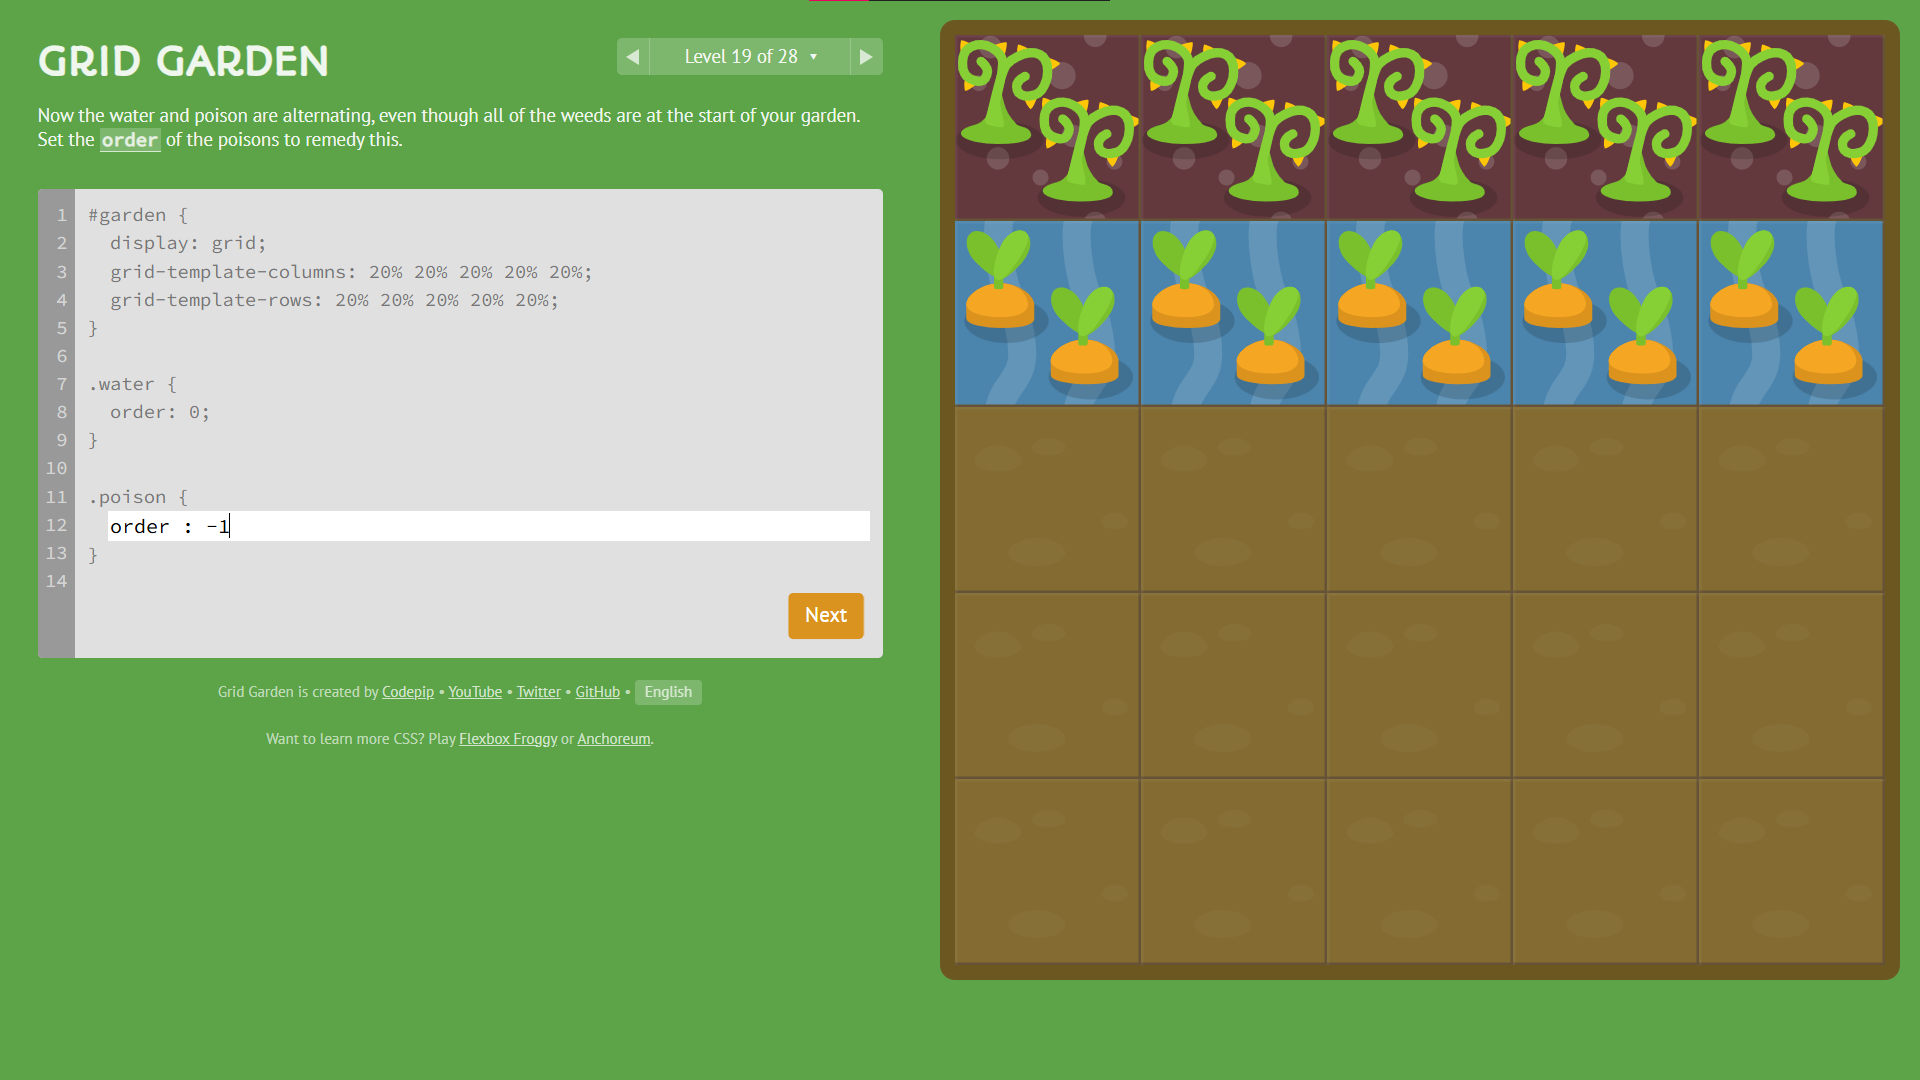 GRID GARDEN
◀ Level 19 of 28 ▾ ▶
Now the water and poison are alternating, even though all of the weeds are at the start of your garden.
Set the order of the poisons to remedy this.
1 #garden {
2 display: grid;
3 grid-template-columns: 20% 20% 20% 20% 20%;
4 grid-template-rows: 20% 20% 20% 20% 20%;
5 }
6
7 .water {
8 order: 0;
9 }
10
11 .poison {
12 order : -1
13 }
14
Next
Grid Garden is created by Codepip • YouTube • Twitter • GitHub • English
Want to learn more CSS? Play Flexbox Froggy or Anchoreum.